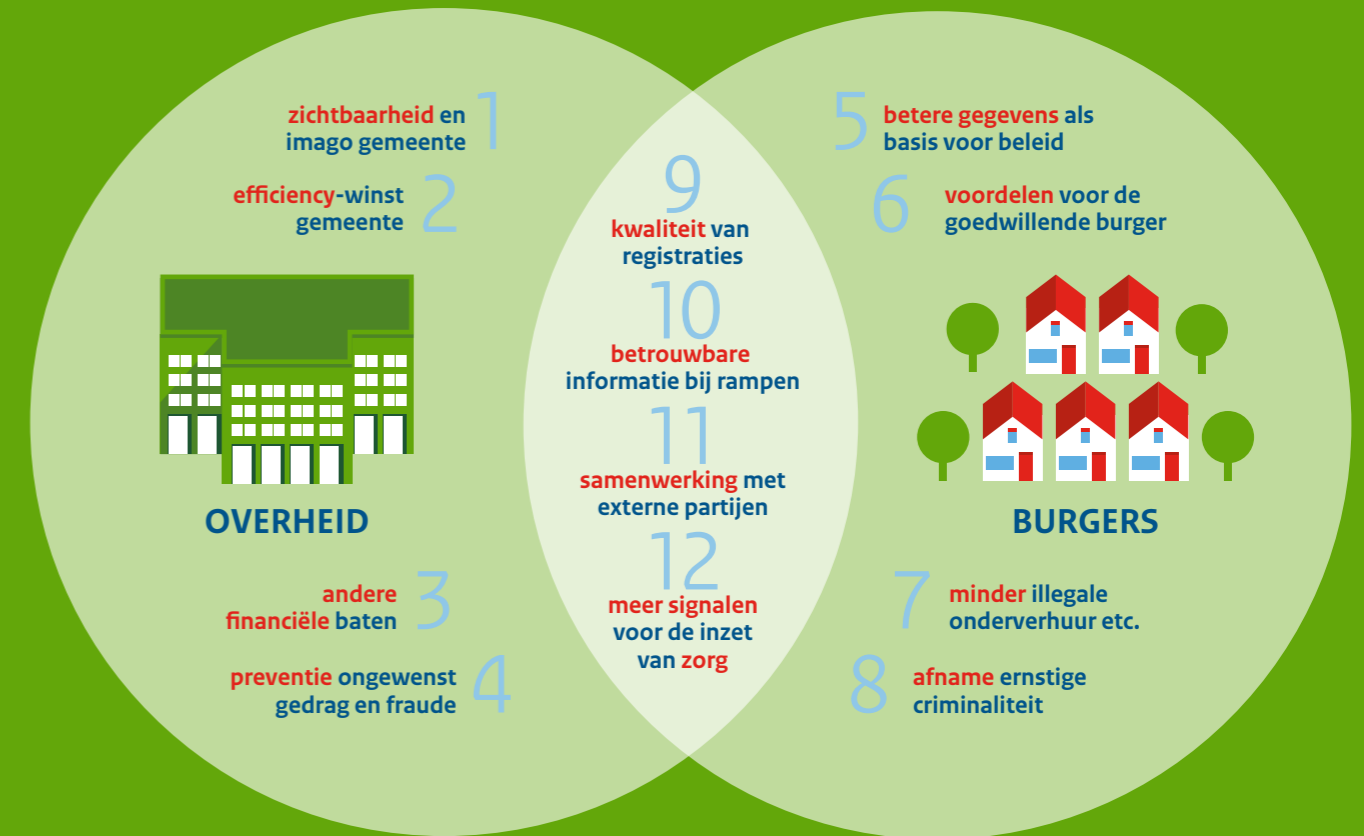 1
zichtbaarheid en
imago gemeente
2
efficiency-winst
gemeente
OVERHEID
3
andere
financiële baten
4
preventie ongewenst
gedrag en fraude
5
betere gegevens als
basis voor beleid
6
voordelen voor de
goedwillende burger
BURGERS
7
minder illegale
onderverhuur etc.
8
afname ernstige
criminaliteit
9
kwaliteit van
registraties
10
betrouwbare
informatie bij rampen
11
samenwerking met
externe partijen
12
meer signalen
voor de inzet
van zorg